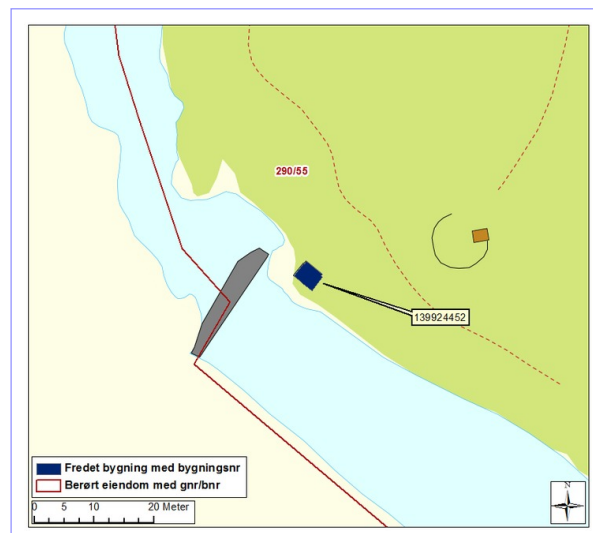 290/55
139924452
Fredet bygning med bygningsnr
Berørt eiendom med gnr/bnr
0 5 10 20 Meter
N